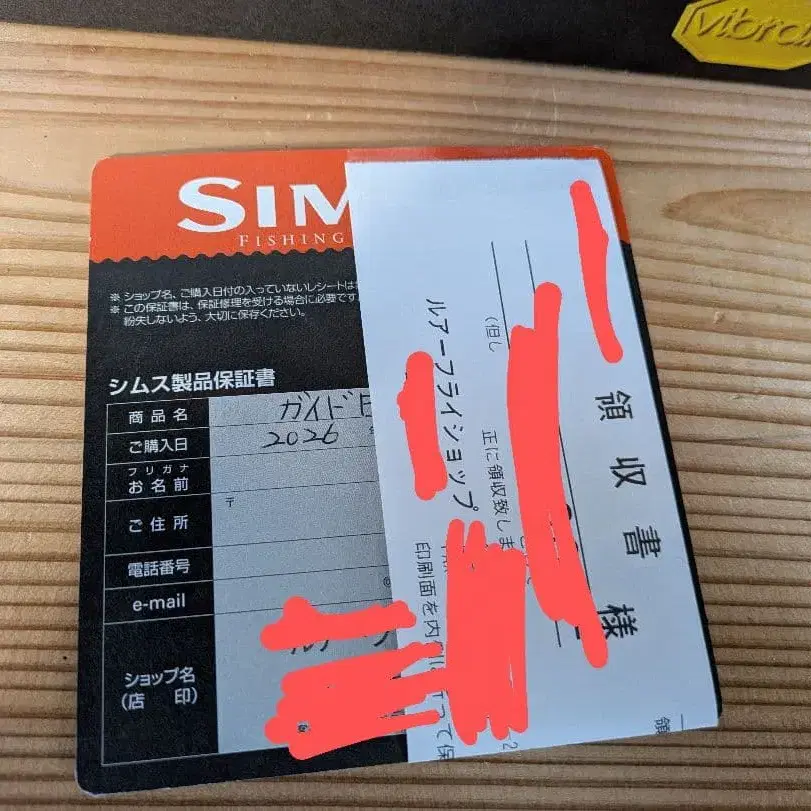 vibra
SIM
FISHING
※ ショップ名、ご購入日付の入っていないレシートは
※ この保証書は、保証修理を受ける場合に必要です。
紛失しないよう、大切に保存ください。
シムス製品保証書
商品名 ガイド
ご購入日 2026
フリガナ
お名前
ご住所 〒
電話番号
e-mail
ショップ名
(店 印)
領収書
様
(但し
正に領収致しま
ルアーフライショップ
印刷面を内
って保
領